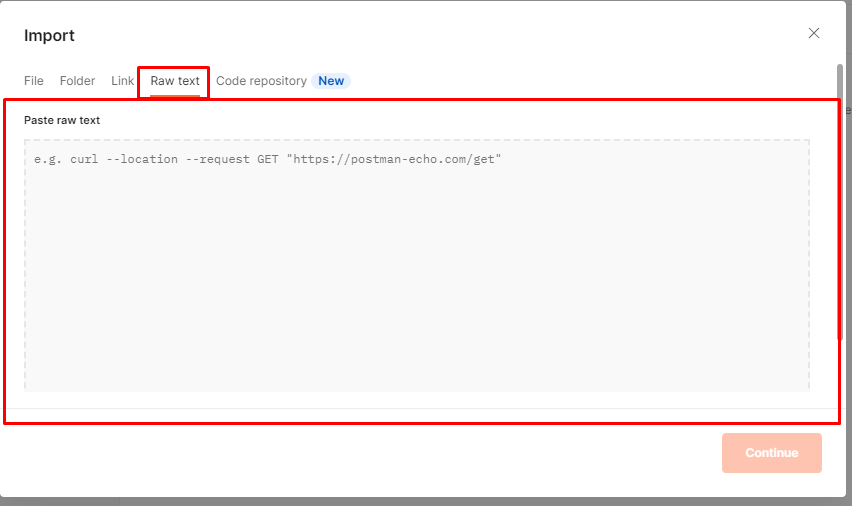 Import
File Folder Link Raw text Code repository New
Paste raw text
e.g. curl --location --request GET "https://postman-echo.com/get"
Continue